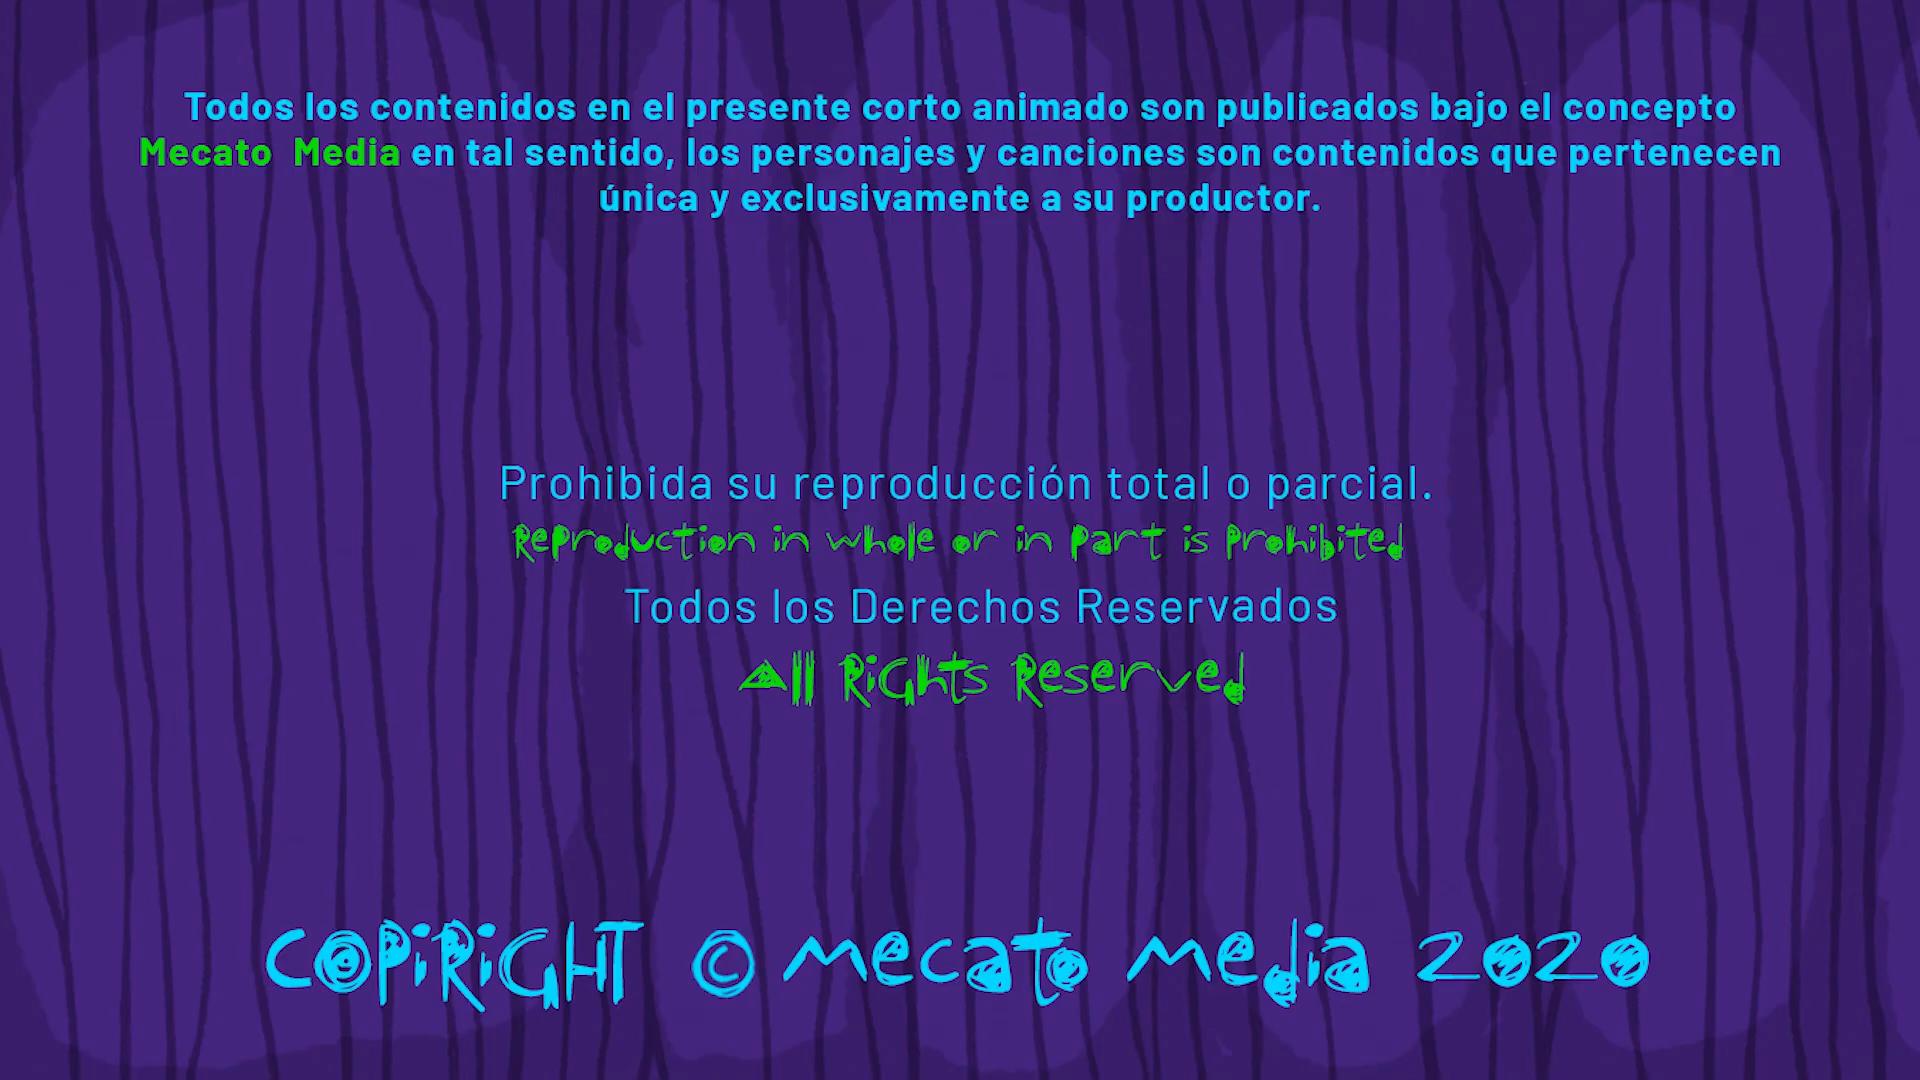 Todos los contenidos en el presente corto animado son publicados bajo el concepto
Mecato Media en tal sentido, los personajes y canciones son contenidos que pertenecen
única y exclusivamente a su productor.
Prohibida su reproducción total o parcial.
Reproduction in whole or in Part is Prohibited
Todos los Derechos Reservados
All Rights Reserved
COPiRiGHT © Mecato Media 2020